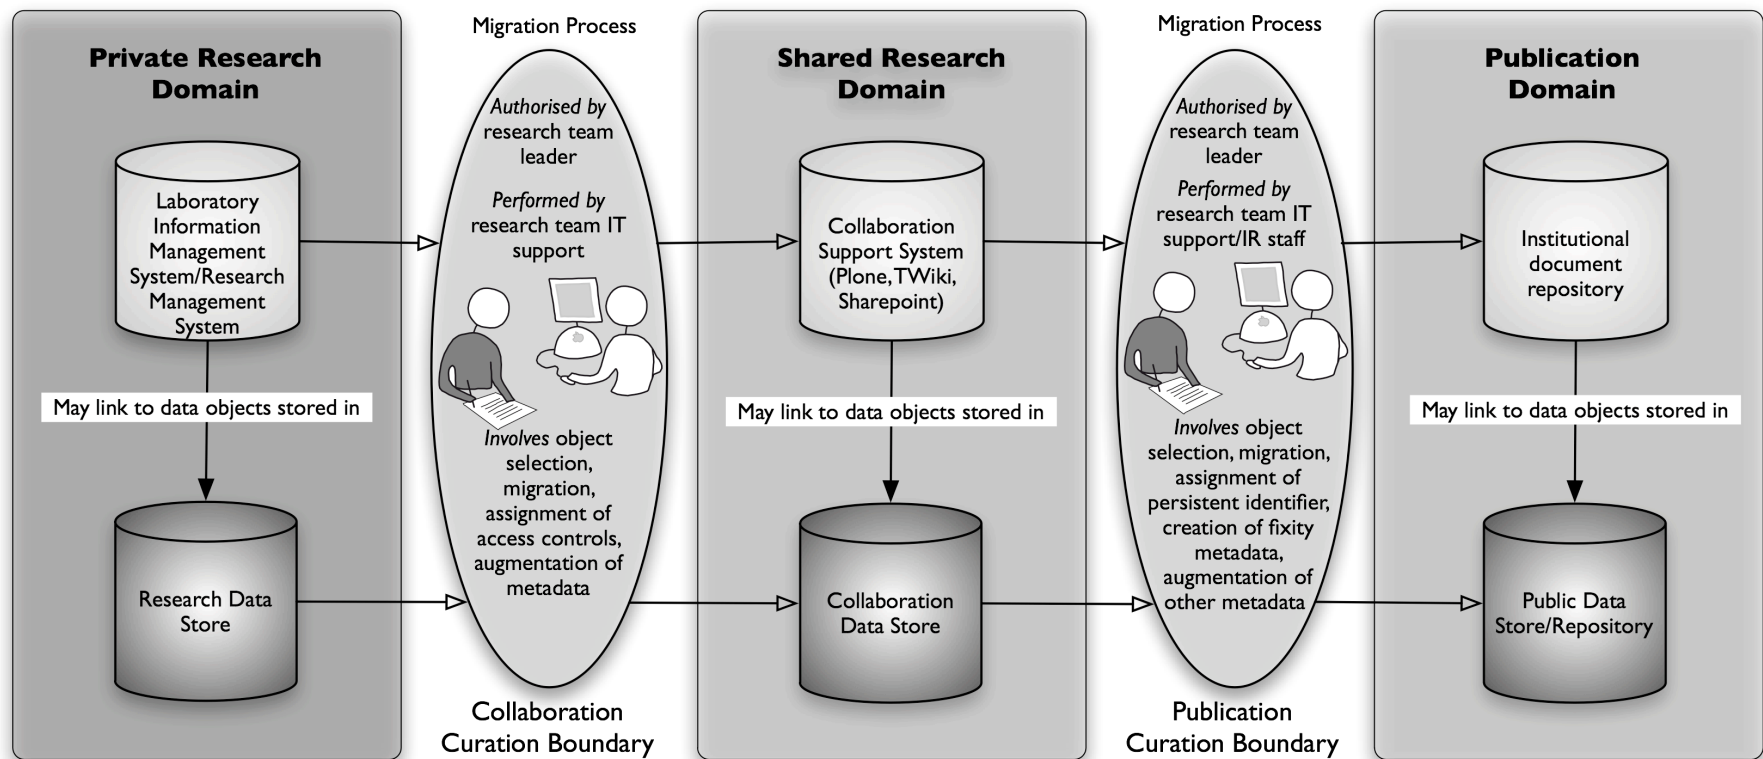 Private Research
Domain
Laboratory
Information
Management
System/Research
Management
System
May link to data objects stored in
Research Data
Store
Migration Process
Authorised by
research team
leader
Performed by
research team IT
support
Involves object
selection,
migration,
assignment of
access controls,
augmentation of
metadata
Collaboration
Curation Boundary
Shared Research
Domain
Collaboration
Support System
(Plone, TWiki,
Sharepoint)
May link to data objects stored in
Collaboration
Data Store
Migration Process
Authorised by
research team
leader
Performed by
research team IT
support/IR staff
Involves object
selection, migration,
assignment of
persistent identifier,
creation of fixity
metadata,
augmentation of
other metadata
Publication
Curation Boundary
Publication
Domain
Institutional
document
repository
May link to data objects stored in
Public Data
Store/Repository